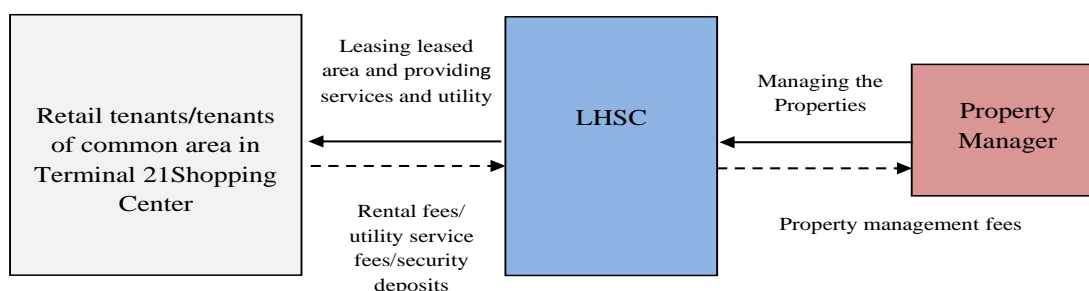 Retail tenants/tenants
of common area in
Terminal 21Shopping
Center
Leasing leased
area and providing
services and utility
Rental fees/
utility service
fees/security
deposits
LHSC
Managing the
Properties
Property management fees
Property
Manager